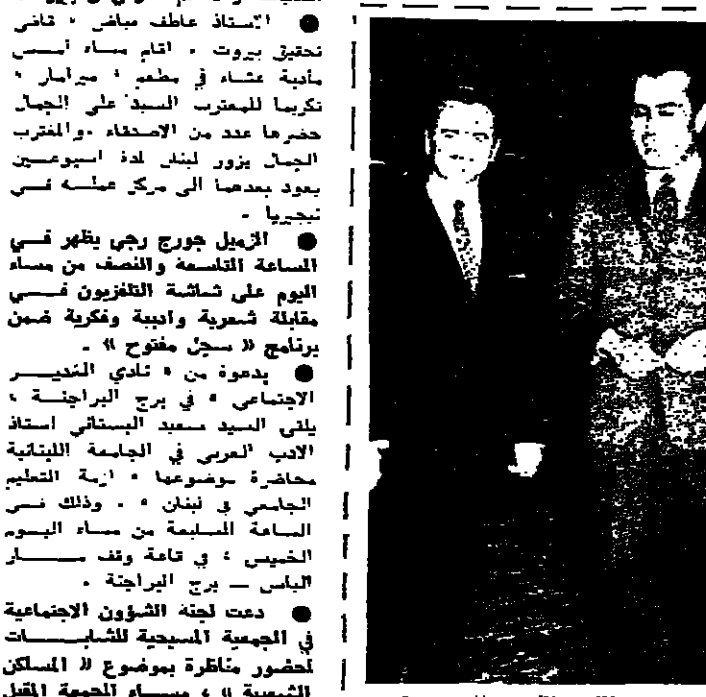 ● الاستاذ عاطف فياض ، قاضي
تحقيق بيروت ، اقام مساء امس
مأدبة عشاء في مطعم « ميرامار »
تكريما للمغترب السيد علي الجمال
حضرها عدد من الاصدقاء . والمغترب
الجمال يزور لبنان لمدة اسبوعين
يعود بعدهما الى مركز عمله في
نيجيريا .
● الزميل جورج رجي يظهر في
الساعة التاسعة والنصف من مساء
اليوم على شاشة التلفزيون في
مقابلة شعرية وادبية وفكرية ضمن
برنامج « سجل مفتوح » .
● بدعوة من « نادي الغدير
الاجتماعي » في برج البراجنة ،
يلقي السيد سعيد البستاني استاذ
الادب العربي في الجامعة اللبنانية
محاضرة موضوعها « ازمة التعليم
الجامعي في لبنان » . وذلك في
الساعة السابعة من مساء اليوم
الخميس ، في قاعة وقف مار
الياس — برج البراجنة .
● دعت لجنة الشؤون الاجتماعية
في الجمعية المسيحية للشابات
لحضور مناظرة بموضوع « المساكن
الشعبية » ، مساء الجمعة المقبل